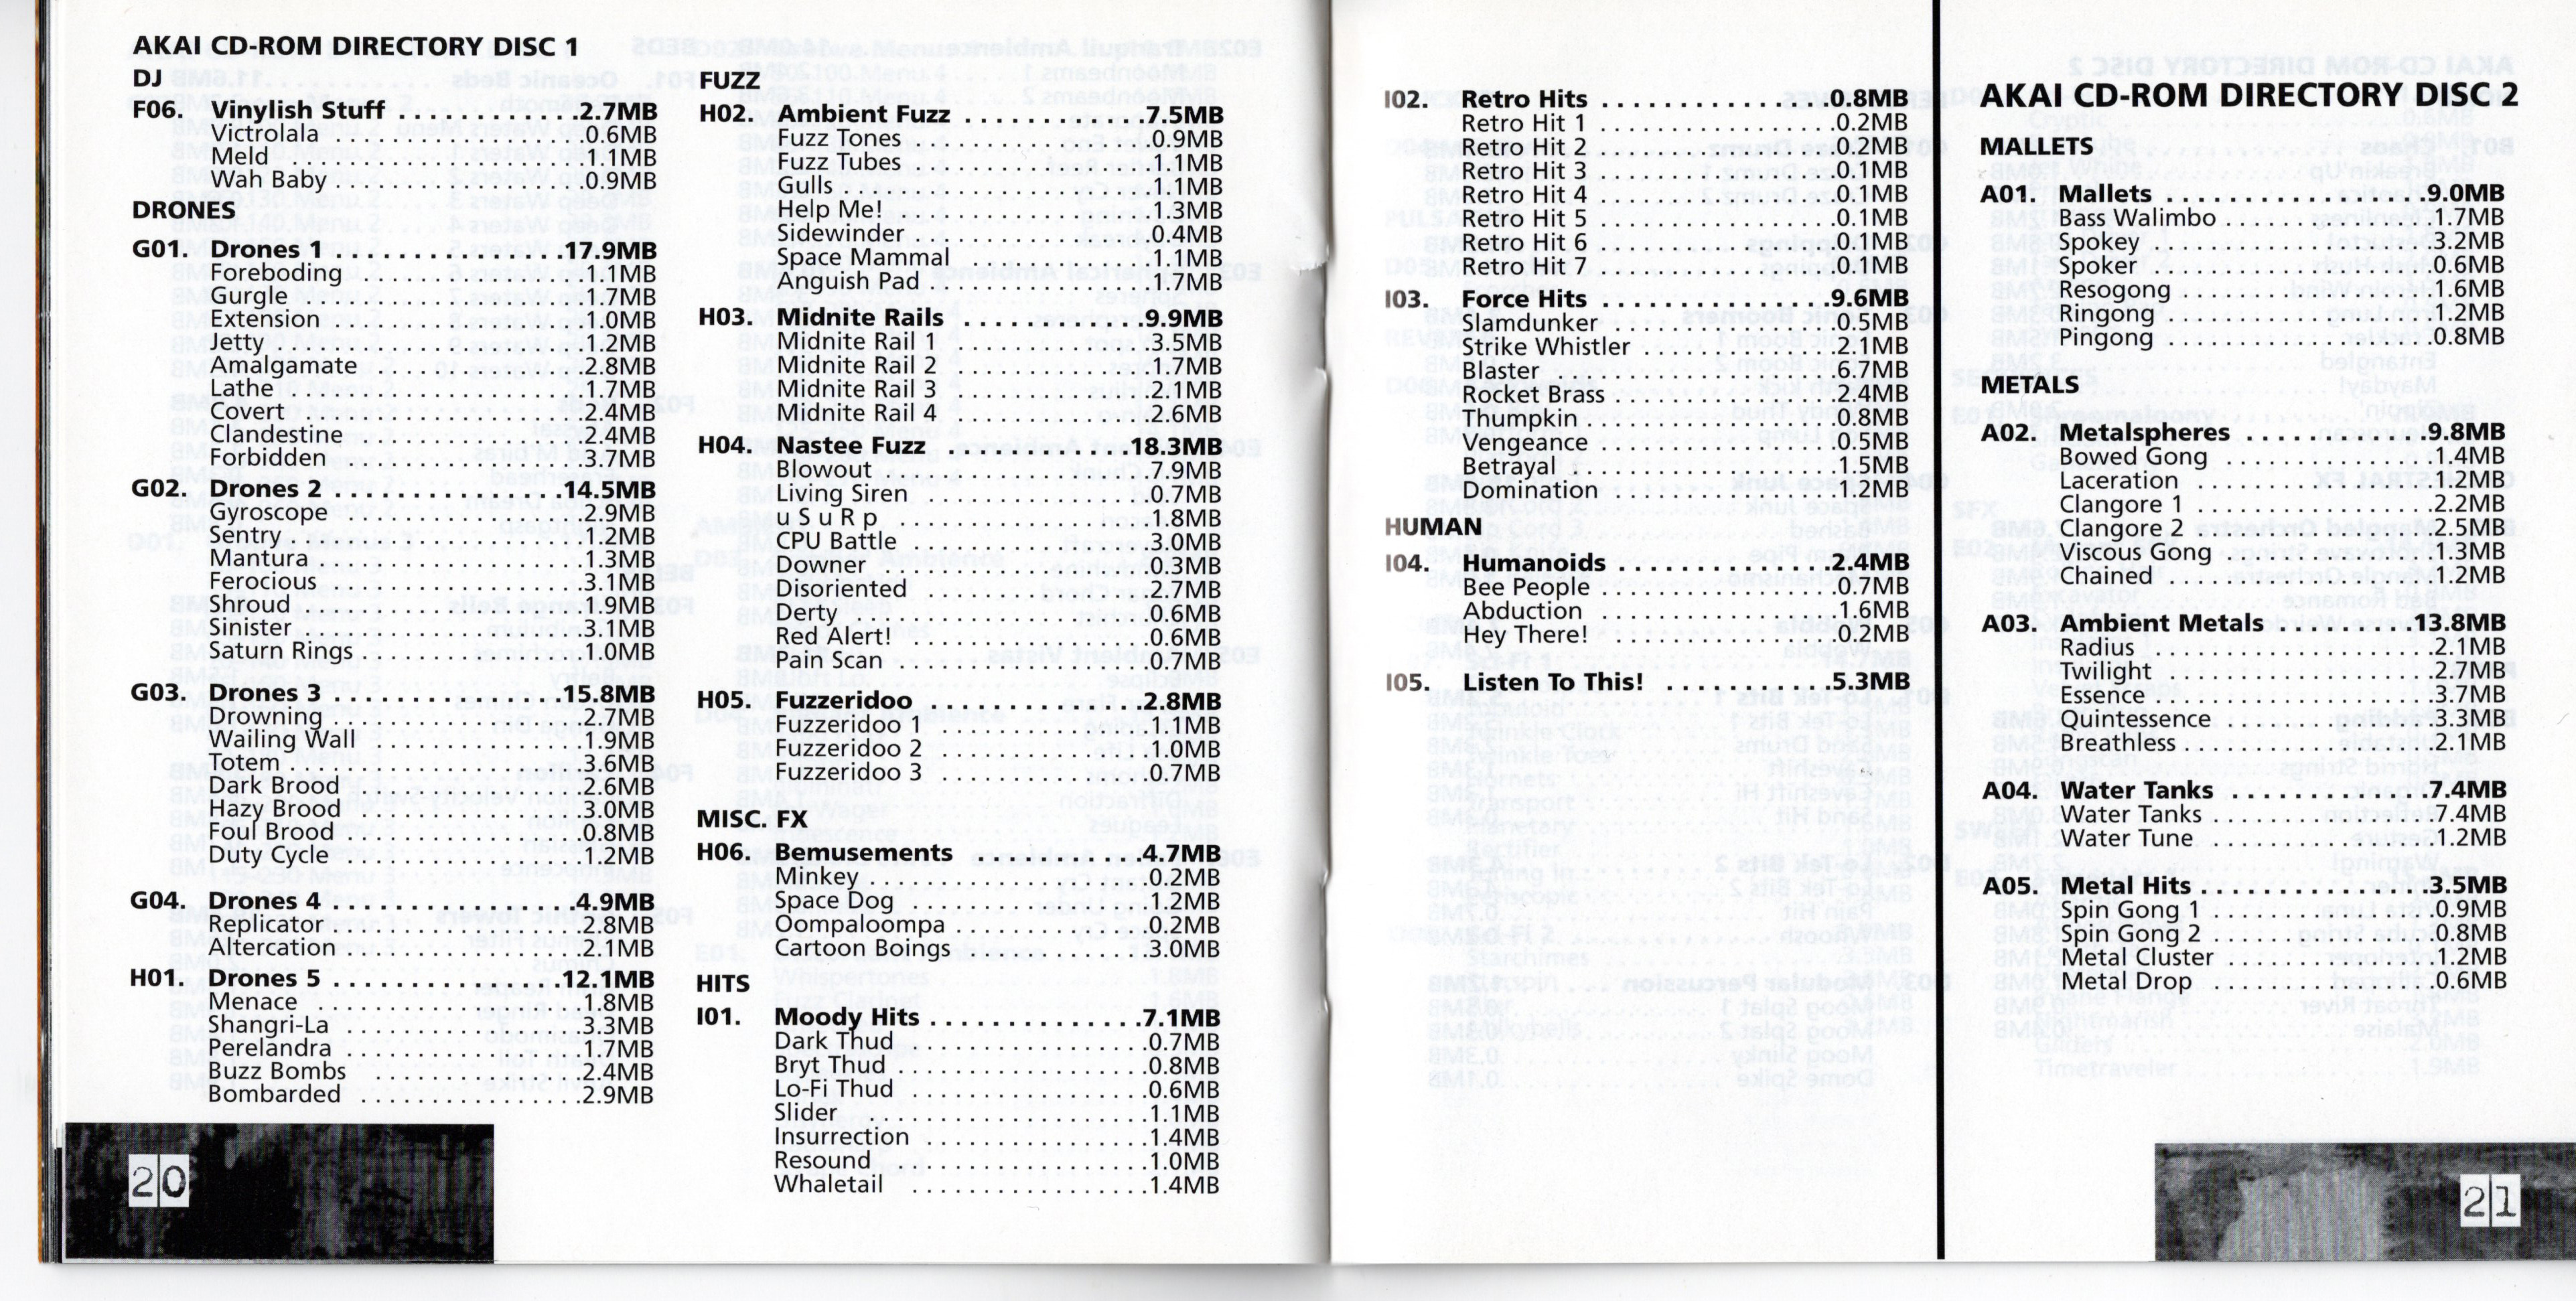 AKAI CD-ROM DIRECTORY DISC 1
DJ
F06. Vinylish Stuff . . . . . . . . . . . . .2.7MB
Victrolala . . . . . . . . . . . . . . . . . .0.6MB
Meld . . . . . . . . . . . . . . . . . . . . .1.1MB
Wah Baby . . . . . . . . . . . . . . . . .0.9MB
DRONES
G01. Drones 1 . . . . . . . . . . . . . . . .17.9MB
Foreboding . . . . . . . . . . . . . . . . .1.1MB
Gurgle . . . . . . . . . . . . . . . . . . . .1.7MB
Extension . . . . . . . . . . . . . . . . . .1.0MB
Jetty . . . . . . . . . . . . . . . . . . . . .1.2MB
Amalgamate . . . . . . . . . . . . . . .2.8MB
Lathe . . . . . . . . . . . . . . . . . . . . .1.7MB
Covert . . . . . . . . . . . . . . . . . . . .2.4MB
Clandestine . . . . . . . . . . . . . . . .2.4MB
Forbidden . . . . . . . . . . . . . . . . .3.7MB
G02. Drones 2 . . . . . . . . . . . . . . . .14.5MB
Gyroscope . . . . . . . . . . . . . . . . .2.9MB
Sentry . . . . . . . . . . . . . . . . . . . .1.2MB
Mantura . . . . . . . . . . . . . . . . . . .1.3MB
Ferocious . . . . . . . . . . . . . . . . . .3.1MB
Shroud . . . . . . . . . . . . . . . . . . .1.9MB
Sinister . . . . . . . . . . . . . . . . . . .3.1MB
Saturn Rings . . . . . . . . . . . . . . .1.0MB
G03. Drones 3 . . . . . . . . . . . . . . . .15.8MB
Drowning . . . . . . . . . . . . . . . . .2.7MB
Wailing Wall . . . . . . . . . . . . . . .1.9MB
Totem . . . . . . . . . . . . . . . . . . . .3.6MB
Dark Brood . . . . . . . . . . . . . . . .2.6MB
Hazy Brood . . . . . . . . . . . . . . . .3.0MB
Foul Brood . . . . . . . . . . . . . . . . .0.8MB
Duty Cycle . . . . . . . . . . . . . . . . .1.2MB
G04. Drones 4 . . . . . . . . . . . . . . . . .4.9MB
Replicator . . . . . . . . . . . . . . . . . .2.8MB
Altercation . . . . . . . . . . . . . . . . .2.1MB
H01. Drones 5 . . . . . . . . . . . . . . . .12.1MB
Menace . . . . . . . . . . . . . . . . . . .1.8MB
Shangri-La . . . . . . . . . . . . . . . . .3.3MB
Perelandra . . . . . . . . . . . . . . . . .1.7MB
Buzz Bombs . . . . . . . . . . . . . . . .2.4MB
Bombarded . . . . . . . . . . . . . . . .2.9MB
20
FUZZ
H02. Ambient Fuzz . . . . . . . . . . . . .7.5MB
Fuzz Tones . . . . . . . . . . . . . . . . .0.9MB
Fuzz Tubes . . . . . . . . . . . . . . . . .1.1MB
Gulls . . . . . . . . . . . . . . . . . . . . .1.1MB
Help Me! . . . . . . . . . . . . . . . . . .1.3MB
Sidewinder . . . . . . . . . . . . . . . . .0.4MB
Space Mammal . . . . . . . . . . . . . .1.1MB
Anguish Pad . . . . . . . . . . . . . . . .1.7MB
H03. Midnite Rails . . . . . . . . . . . . .9.9MB
Midnite Rail 1 . . . . . . . . . . . . . . .3.5MB
Midnite Rail 2 . . . . . . . . . . . . . . .1.7MB
Midnite Rail 3 . . . . . . . . . . . . . . .2.1MB
Midnite Rail 4 . . . . . . . . . . . . . . .2.6MB
H04. Nastee Fuzz . . . . . . . . . . . . .18.3MB
Blowout . . . . . . . . . . . . . . . . . . .7.9MB
Living Siren . . . . . . . . . . . . . . . .0.7MB
u S u R p . . . . . . . . . . . . . . . . . .1.8MB
CPU Battle . . . . . . . . . . . . . . . . .3.0MB
Downer . . . . . . . . . . . . . . . . . . .0.3MB
Disoriented . . . . . . . . . . . . . . . .2.7MB
Derty . . . . . . . . . . . . . . . . . . . . .0.6MB
Red Alert! . . . . . . . . . . . . . . . . . .0.6MB
Pain Scan . . . . . . . . . . . . . . . . . .0.7MB
H05. Fuzzeridoo . . . . . . . . . . . . . . .2.8MB
Fuzzeridoo 1 . . . . . . . . . . . . . . . .1.1MB
Fuzzeridoo 2 . . . . . . . . . . . . . . . .1.0MB
Fuzzeridoo 3 . . . . . . . . . . . . . . . .0.7MB
MISC. FX
H06. Bemusements . . . . . . . . . . . .4.7MB
Minkey . . . . . . . . . . . . . . . . . . . .0.2MB
Space Dog . . . . . . . . . . . . . . . . .1.2MB
Ompaloompa . . . . . . . . . . . . . . .0.2MB
Cartoon Boings . . . . . . . . . . . . . .3.0MB
HITS
I01. Moody Hits . . . . . . . . . . . . . . .7.1MB
Dark Thud . . . . . . . . . . . . . . . . .0.7MB
Bryt Thud . . . . . . . . . . . . . . . . . .0.8MB
Lo-Fi Thud . . . . . . . . . . . . . . . . .0.6MB
Slider . . . . . . . . . . . . . . . . . . . .1.1MB
Insurrection . . . . . . . . . . . . . . . .1.4MB
Resound . . . . . . . . . . . . . . . . . .1.0MB
Whaletail . . . . . . . . . . . . . . . . .1.4MB
I02. Retro Hits . . . . . . . . . . . . . . . .0.8MB
Retro Hit 1 . . . . . . . . . . . . . . . . .0.2MB
Retro Hit 2 . . . . . . . . . . . . . . . . .0.2MB
Retro Hit 3 . . . . . . . . . . . . . . . . .0.1MB
Retro Hit 4 . . . . . . . . . . . . . . . . .0.1MB
Retro Hit 5 . . . . . . . . . . . . . . . . .0.1MB
Retro Hit 6 . . . . . . . . . . . . . . . . .0.1MB
Retro Hit 7 . . . . . . . . . . . . . . . . .0.1MB
I03. Force Hits . . . . . . . . . . . . . . .9.6MB
Slamdunker . . . . . . . . . . . . . . . . .0.5MB
Strike Whistler . . . . . . . . . . . . . .2.1MB
Blaster . . . . . . . . . . . . . . . . . . . .6.7MB
Rocket Brass . . . . . . . . . . . . . . . .2.4MB
Thumpkin . . . . . . . . . . . . . . . . .0.8MB
Vengeance . . . . . . . . . . . . . . . . .0.5MB
Betrayal . . . . . . . . . . . . . . . . . . .1.5MB
Domination . . . . . . . . . . . . . . . .1.2MB
HUMAN
I04. Humanoids . . . . . . . . . . . . . . .2.4MB
Bee People . . . . . . . . . . . . . . . . .0.7MB
Abduction . . . . . . . . . . . . . . . . .1.6MB
Hey There! . . . . . . . . . . . . . . . . .0.2MB
I05. Listen To This! . . . . . . . . . . . .5.3MB
AKAI CD-ROM DIRECTORY DISC 2
MALLETS
A01. Mallets . . . . . . . . . . . . . . . . .9.0MB
Bass Walimbo . . . . . . . . . . . . . . .1.7MB
Spokey . . . . . . . . . . . . . . . . . . . .3.2MB
Spoker . . . . . . . . . . . . . . . . . . . .0.6MB
Resogong . . . . . . . . . . . . . . . . . .1.6MB
Ringong . . . . . . . . . . . . . . . . . . .1.2MB
Pingong . . . . . . . . . . . . . . . . . . .0.8MB
METALS
A02. Metalspheres . . . . . . . . . . . . .9.8MB
Bowed Gong . . . . . . . . . . . . . . . .1.4MB
Laceration . . . . . . . . . . . . . . . . . .1.2MB
Clangore 1 . . . . . . . . . . . . . . . . .2.2MB
Clangore 2 . . . . . . . . . . . . . . . . .2.5MB
Viscous Gong . . . . . . . . . . . . . . .1.3MB
Chained . . . . . . . . . . . . . . . . . . .1.2MB
A03. Ambient Metals . . . . . . . . . .13.8MB
Radius . . . . . . . . . . . . . . . . . . . .2.1MB
Twilight . . . . . . . . . . . . . . . . . . .2.7MB
Essence . . . . . . . . . . . . . . . . . . .3.7MB
Quintessence . . . . . . . . . . . . . . . .3.3MB
Breathless . . . . . . . . . . . . . . . . . .2.1MB
A04. Water Tanks . . . . . . . . . . . . . .7.4MB
Water Tanks . . . . . . . . . . . . . . . .7.4MB
Water Tune . . . . . . . . . . . . . . . . .1.2MB
A05. Metal Hits . . . . . . . . . . . . . . .3.5MB
Spin Gong 1 . . . . . . . . . . . . . . . .0.9MB
Spin Gong 2 . . . . . . . . . . . . . . . .0.8MB
Metal Cluster . . . . . . . . . . . . . . .1.2MB
Metal Drop . . . . . . . . . . . . . . . . .0.6MB
21